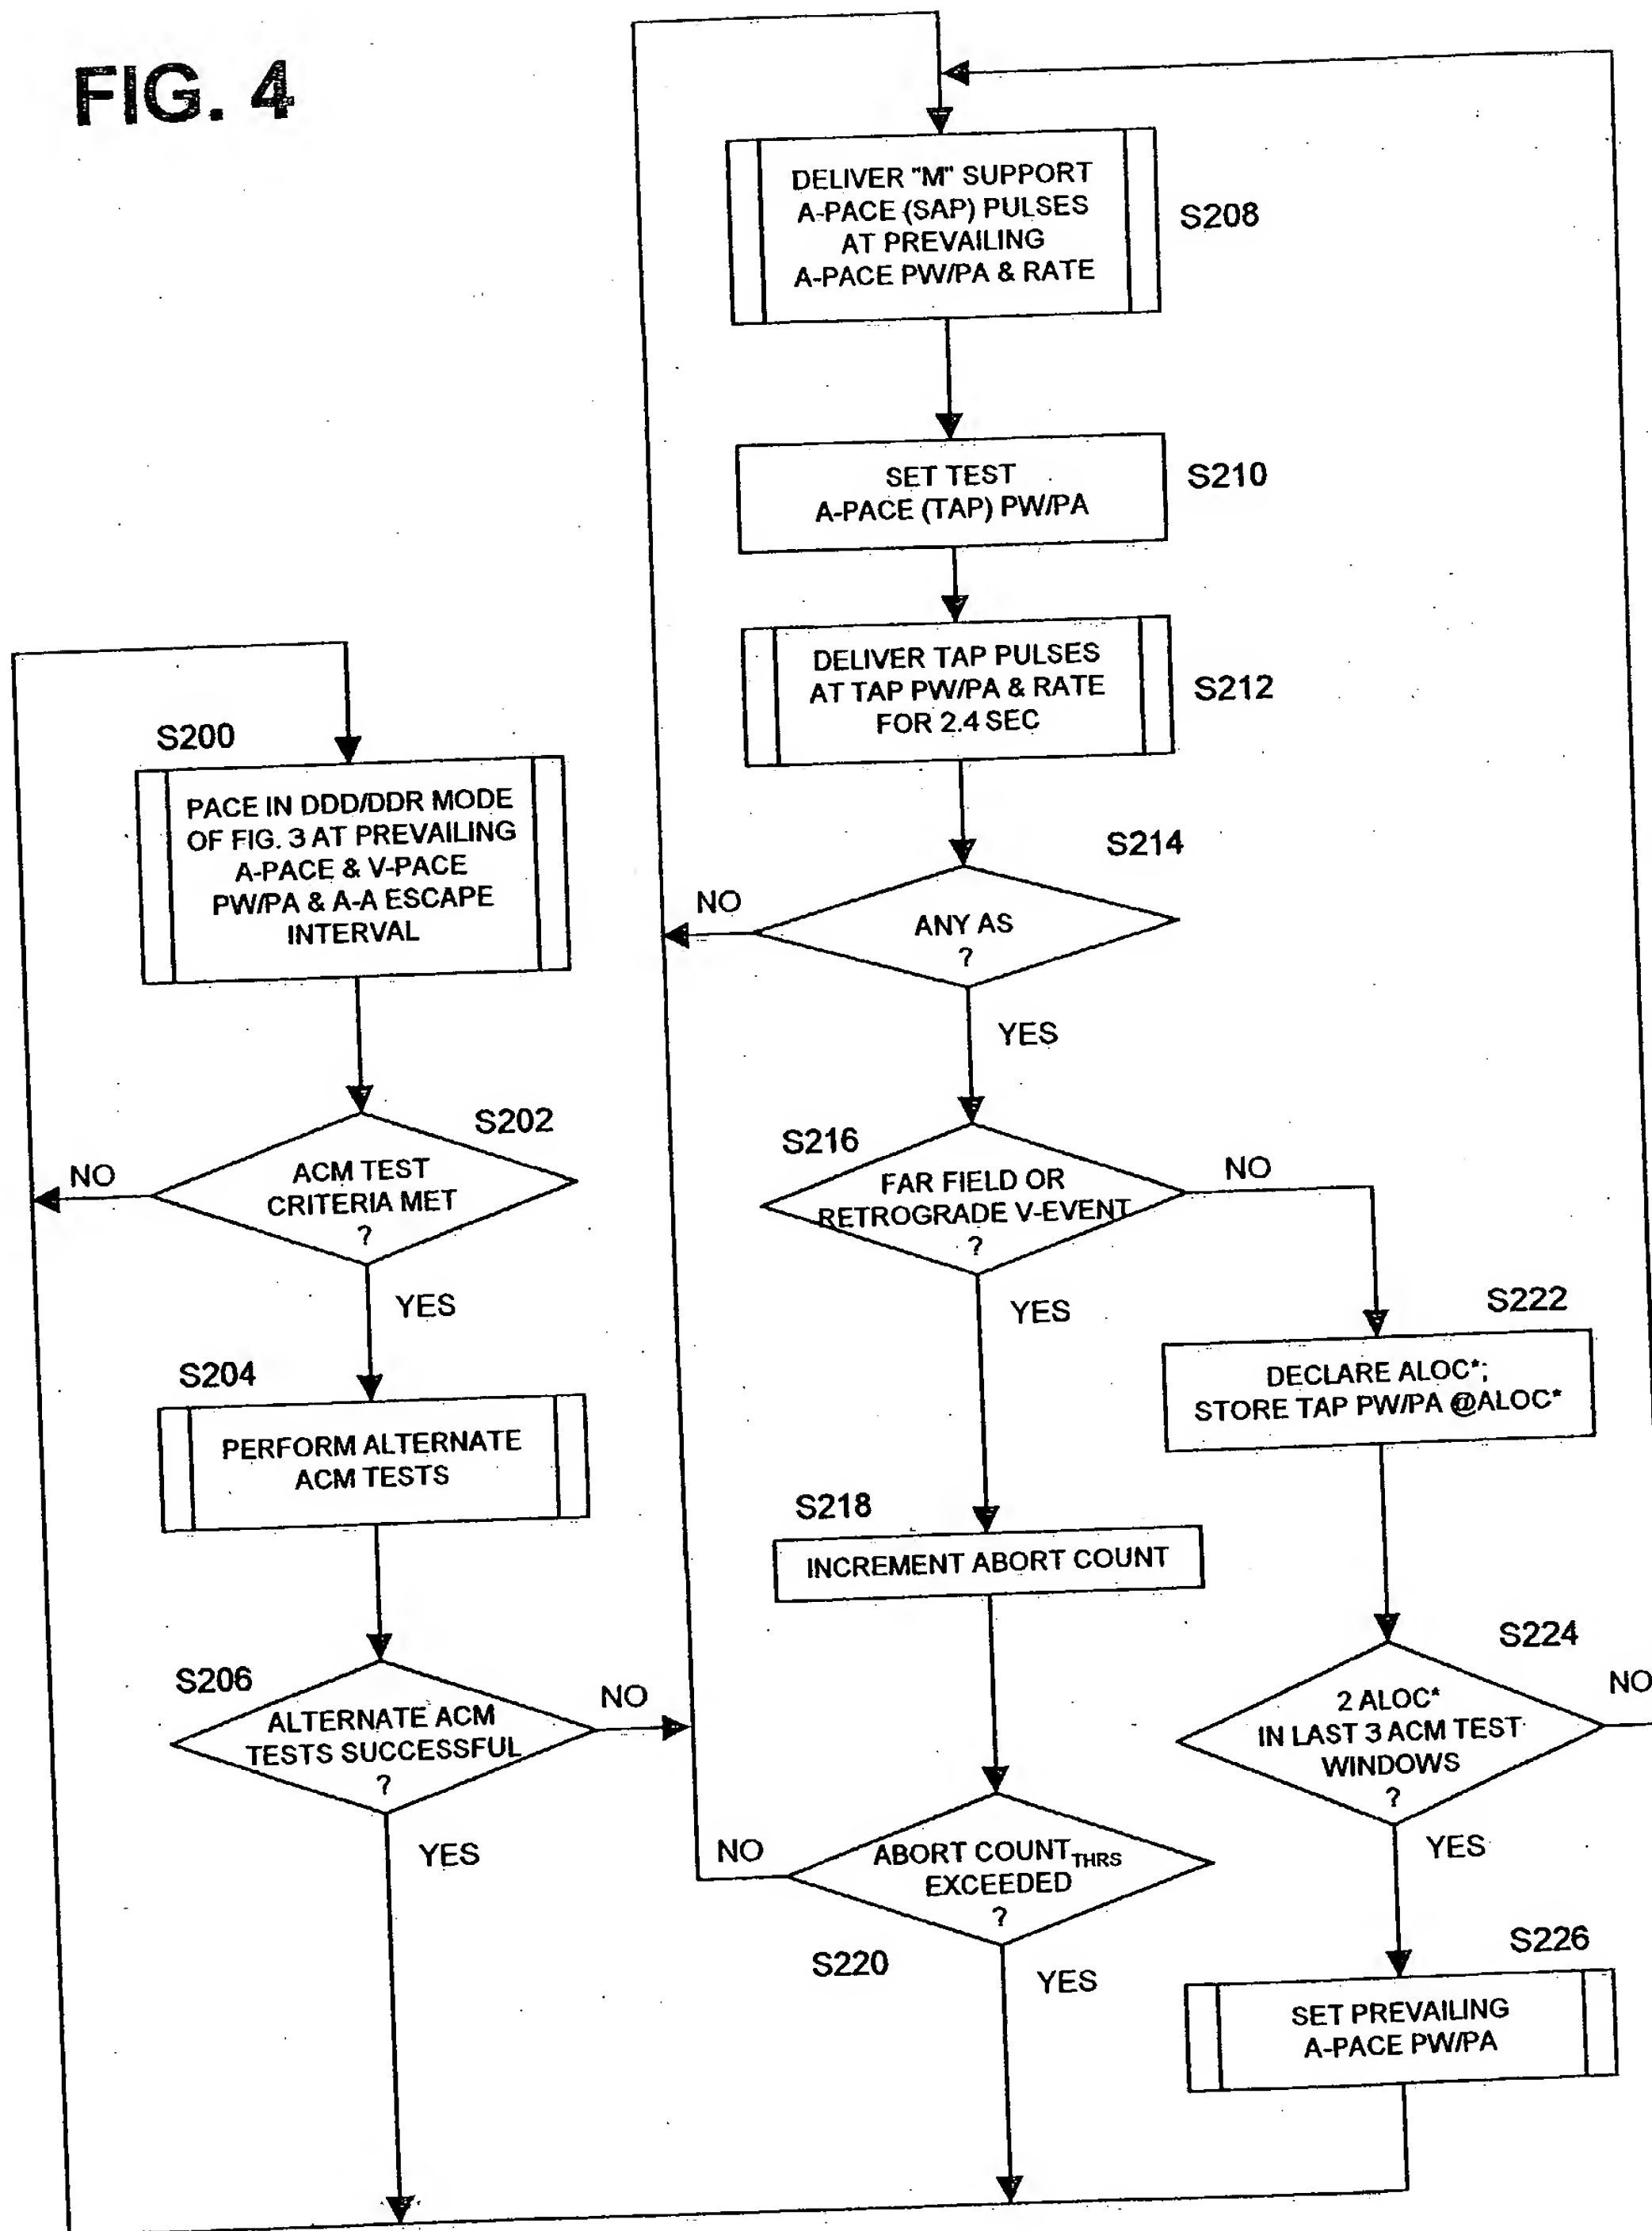 FIG. 4
DELIVER "M" SUPPORT
A-PACE (SAP) PULSES
AT PREVAILING
A-PACE PW/PA & RATE
S208
SET TEST
A-PACE (TAP) PW/PA
S210
DELIVER TAP PULSES
AT TAP PW/PA & RATE
FOR 2.4 SEC
S212
S200
PACE IN DDD/DDR MODE
OF FIG. 3 AT PREVAILING
A-PACE & V-PACE
PW/PA & A-A ESCAPE
INTERVAL
S214
NO
ANY AS
?
YES
S202
NO
ACM TEST
CRITERIA MET
?
YES
S216
FAR FIELD OR
RETROGRADE V-EVENT
?
NO
YES
S222
DECLARE ALOC*;
STORE TAP PW/PA @ALOC*
S204
PERFORM ALTERNATE
ACM TESTS
S218
INCREMENT ABORT COUNT
S206
ALTERNATE ACM
TESTS SUCCESSFUL
?
NO
YES
S224
2 ALOC*
IN LAST 3 ACM TEST
WINDOWS
?
NO
YES
NO
ABORT COUNTTHRS
EXCEEDED
?
S220
YES
S226
SET PREVAILING
A-PACE PW/PA